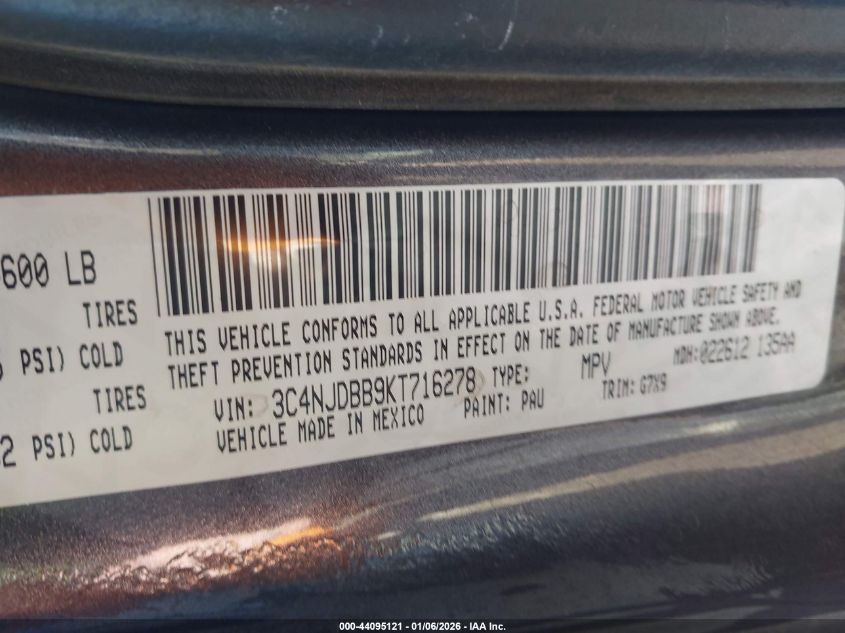 600 LB
TIRES
PSI) COLD
TIRES
2 PSI) COLD
THIS VEHICLE CONFORMS TO ALL APPLICABLE U.S.A. FEDERAL MOTOR VEHICLE SAFETY AND
THEFT PREVENTION STANDARDS IN EFFECT ON THE DATE OF MANUFACTURE SHOWN ABOVE.
VIN: 3C4NJDBB9KT716278 TYPE: MPV MDH:022612 135AA
VEHICLE MADE IN MEXICO PAINT: PAU TRIM: G7X9
000-44095121 - 01/06/2026 - IAA Inc.